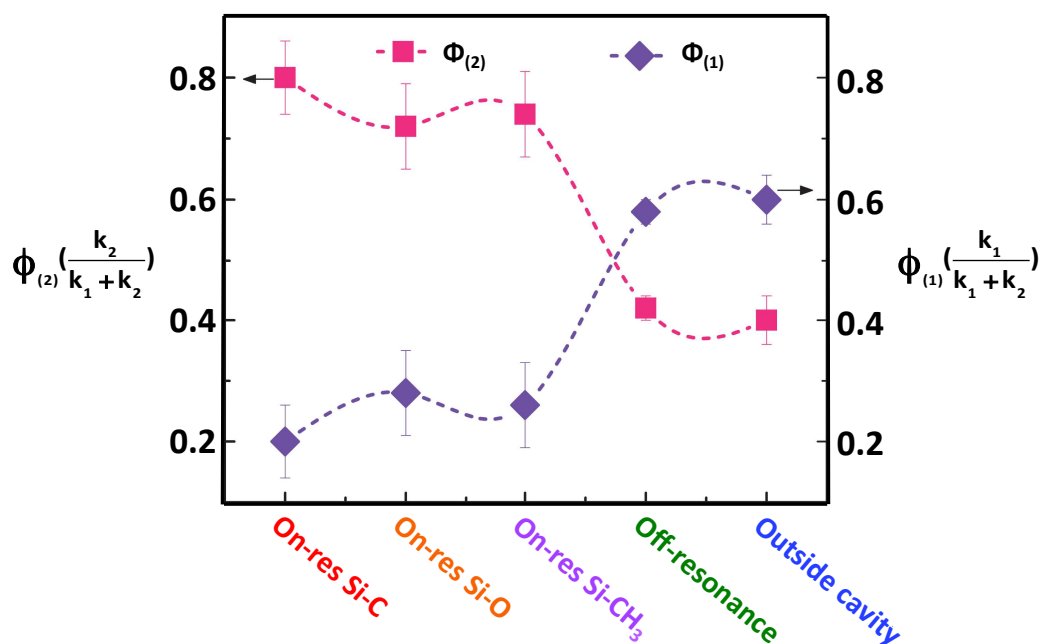 Φ(2)
Φ(1)
0.8
0.6
0.4
0.2
0.8
0.6
0.4
0.2
ϕ(2)(k2/k1+k2)
ϕ(1)(k1/k1+k2)
On-res Si-C
On-res Si-O
On-res Si-CH3
Off-resonance
Outside cavity